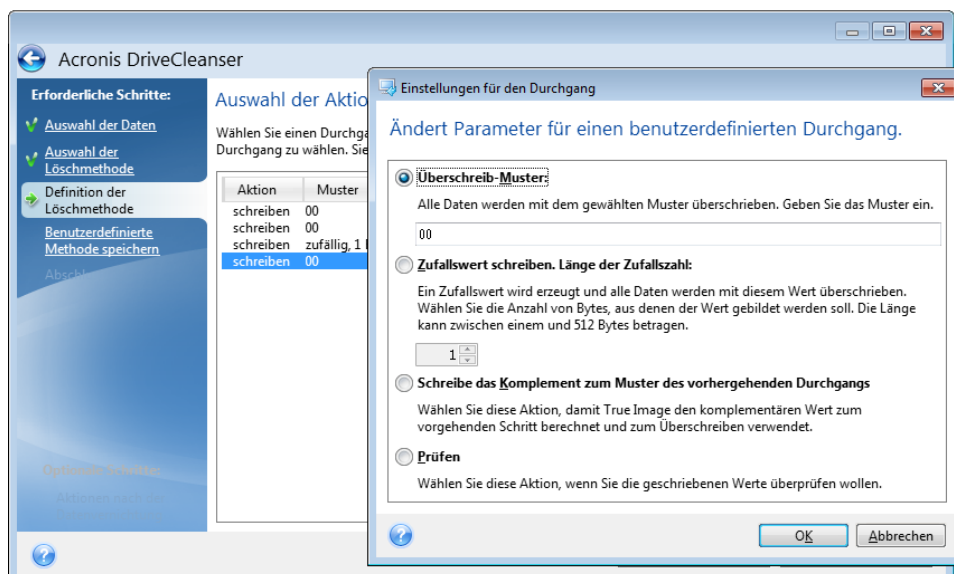 Acronis DriveCleanser
Erforderliche Schritte:
Auswahl der Daten
Auswahl der
Löschmethode
Definition der
Löschmethode
Benutzerdefinierte
Methode speichern
Optionale Schritte:
Aktionen nach der
Auswahl der Aktio
Wählen Sie einen Durchga
Durchgang zu wählen. Sie
Aktion Muster
schreiben 00
schreiben 00
schreiben zufällig, 1
schreiben 00
Einstellungen für den Durchgang
Ändert Parameter für einen benutzerdefinierten Durchgang.
Überschreib-Muster:
Alle Daten werden mit dem gewählten Muster überschrieben. Geben Sie das Muster ein.
00
Zufallswert schreiben. Länge der Zufallszahl:
Ein Zufallswert wird erzeugt und alle Daten werden mit diesem Wert überschrieben.
Wählen Sie die Anzahl von Bytes, aus denen der Wert gebildet werden soll. Die Länge
kann zwischen einem und 512 Bytes betragen.
1
Schreibe das Komplement zum Muster des vorhergehenden Durchgangs
Wählen Sie diese Aktion, damit True Image den komplementären Wert zum
vorgehenden Schritt berechnet und zum Überschreiben verwendet.
Prüfen
Wählen Sie diese Aktion, wenn Sie die geschriebenen Werte überprüfen wollen.
OK
Abbrechen